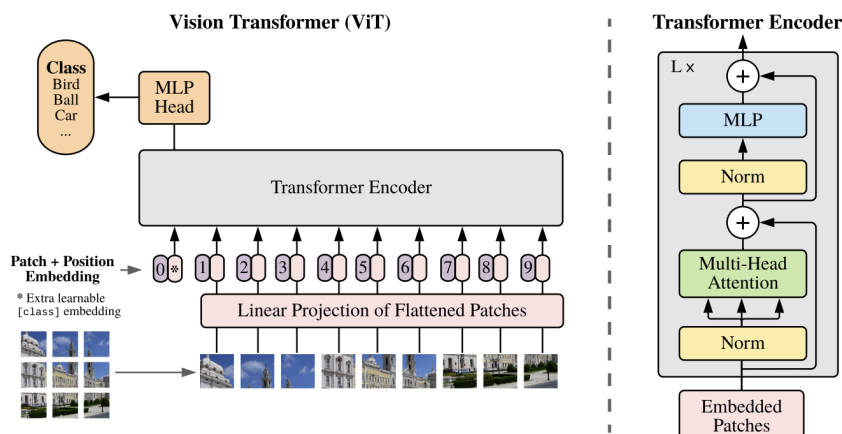 Vision Transformer (ViT)
Class
Bird
Ball
Car
...
MLP
Head
Transformer Encoder
Patch + Position
Embedding
0 * 1 2 3 4 5 6 7 8 9
* Extra learnable
[class] embedding
Linear Projection of Flattened Patches
Transformer Encoder
L x
+
MLP
Norm
+
Multi-Head
Attention
Norm
Embedded
Patches